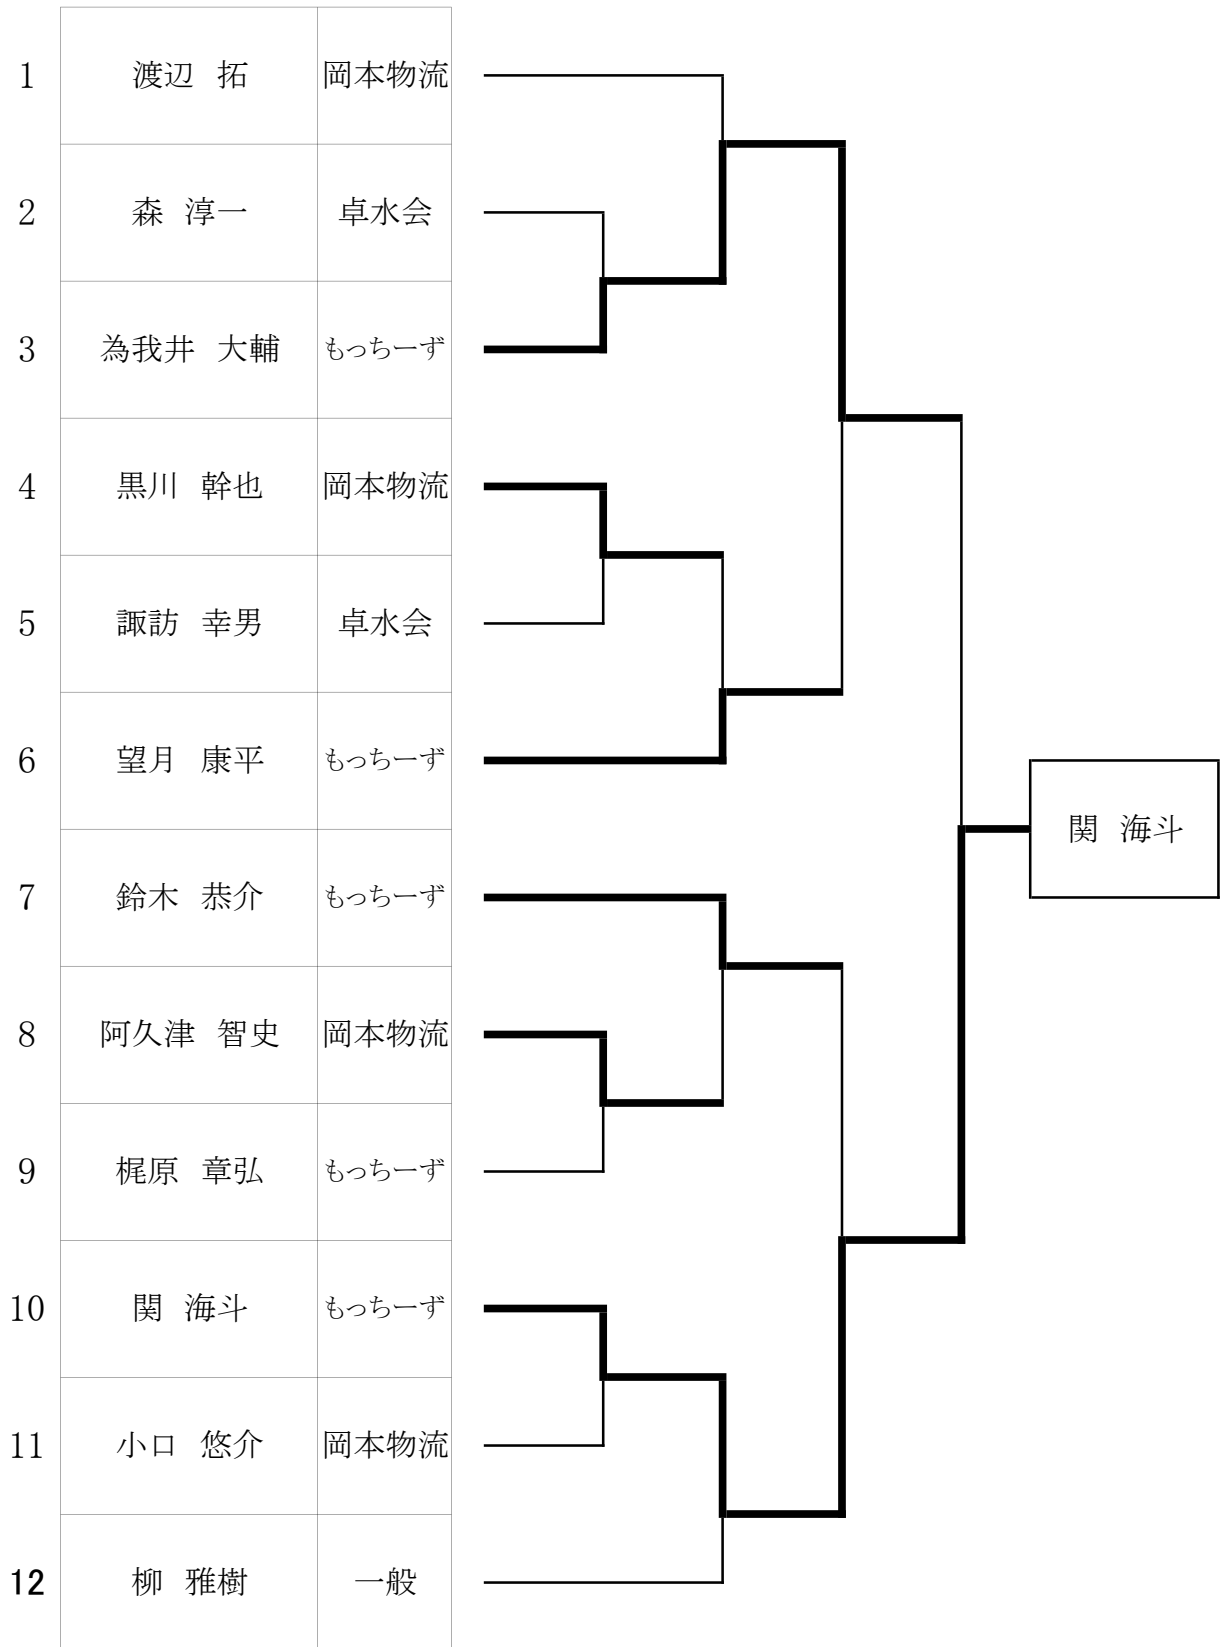 1 渡辺 拓 岡本物流
2 森 淳一 卓水会
3 為我井 大輔 もっちーず
4 黒川 幹也 岡本物流
5 諏訪 幸男 卓水会
6 望月 康平 もっちーず
7 鈴木 恭介 もっちーず
8 阿久津 智史 岡本物流
9 梶原 章弘 もっちーず
10 関 海斗 もっちーず
11 小口 悠介 岡本物流
12 柳 雅樹 一般
関 海斗